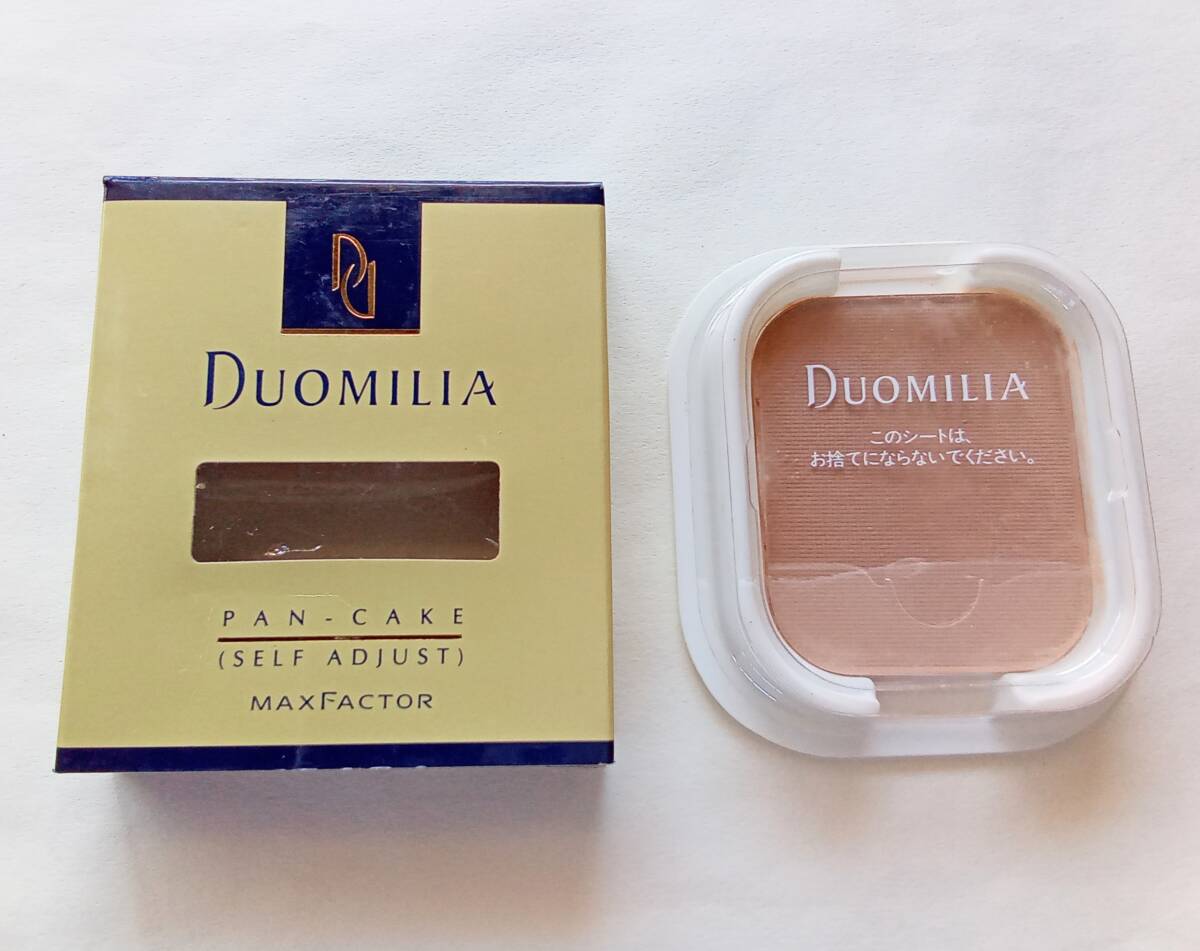 DUOMILIA
PAN-CAKE
(SELF ADJUST)
MAXFACTOR
DUOMILIA
このシートは、
お捨てにならないでください。